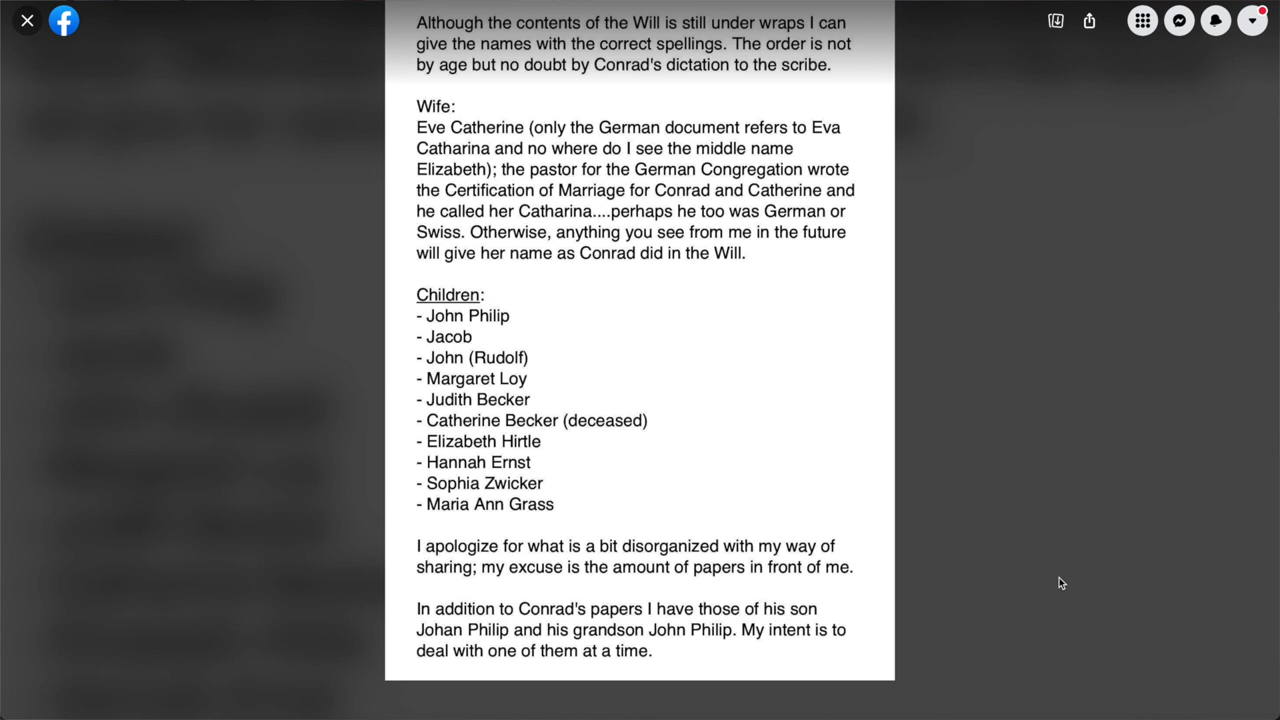 Although the contents of the Will is still under wraps I can
give the names with the correct spellings. The order is not
by age but no doubt by Conrad's dictation to the scribe.
Wife:
Eve Catherine (only the German document refers to Eva
Catharina and no where do I see the middle name
Elizabeth); the pastor for the German Congregation wrote
the Certification of Marriage for Conrad and Catherine and
he called her Catharina....perhaps he too was German or
Swiss. Otherwise, anything you see from me in the future
will give her name as Conrad did in the Will.
Children:
- John Philip
- Jacob
- John (Rudolf)
- Margaret Loy
- Judith Becker
- Catherine Becker (deceased)
- Elizabeth Hirtle
- Hannah Ernst
- Sophia Zwicker
- Maria Ann Grass
I apologize for what is a bit disorganized with my way of
sharing; my excuse is the amount of papers in front of me.
In addition to Conrad's papers I have those of his son
Johan Philip and his grandson John Philip. My intent is to
deal with one of them at a time.